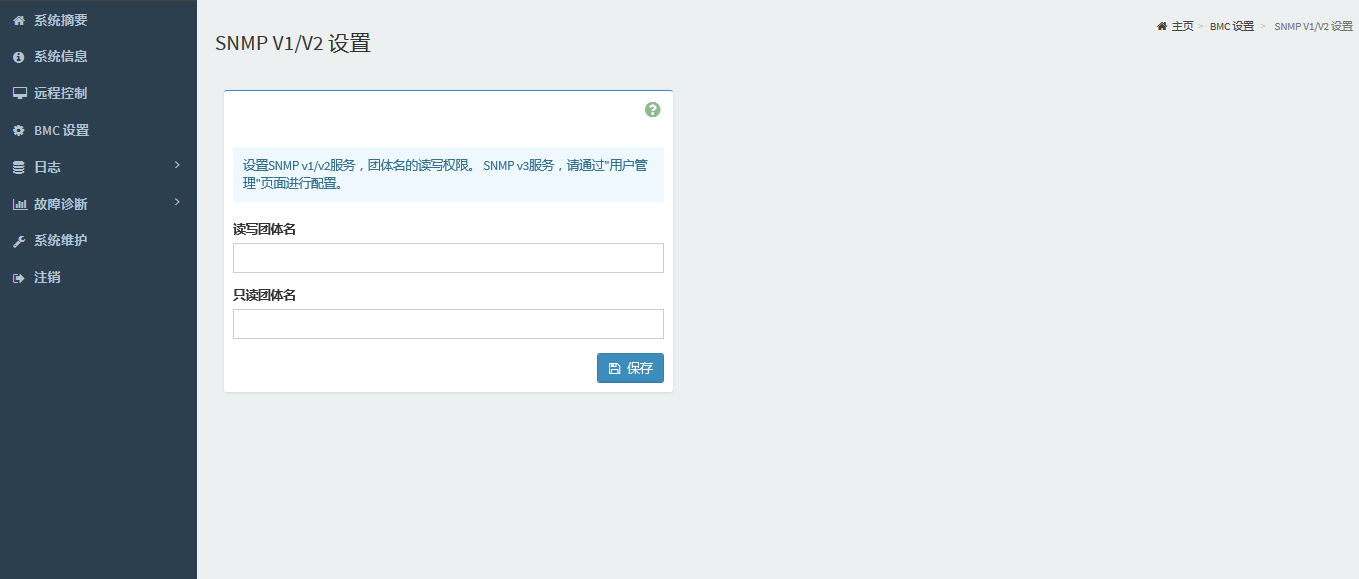 系统摘要
系统信息
远程控制
BMC 设置
日志
故障诊断
系统维护
注销
主页 > BMC 设置 > SNMP V1/V2 设置
SNMP V1/V2 设置
设置SNMP v1/v2服务，团体名的读写权限。 SNMP v3服务，请通过"用户管
理"页面进行配置。
读写团体名
只读团体名
保存